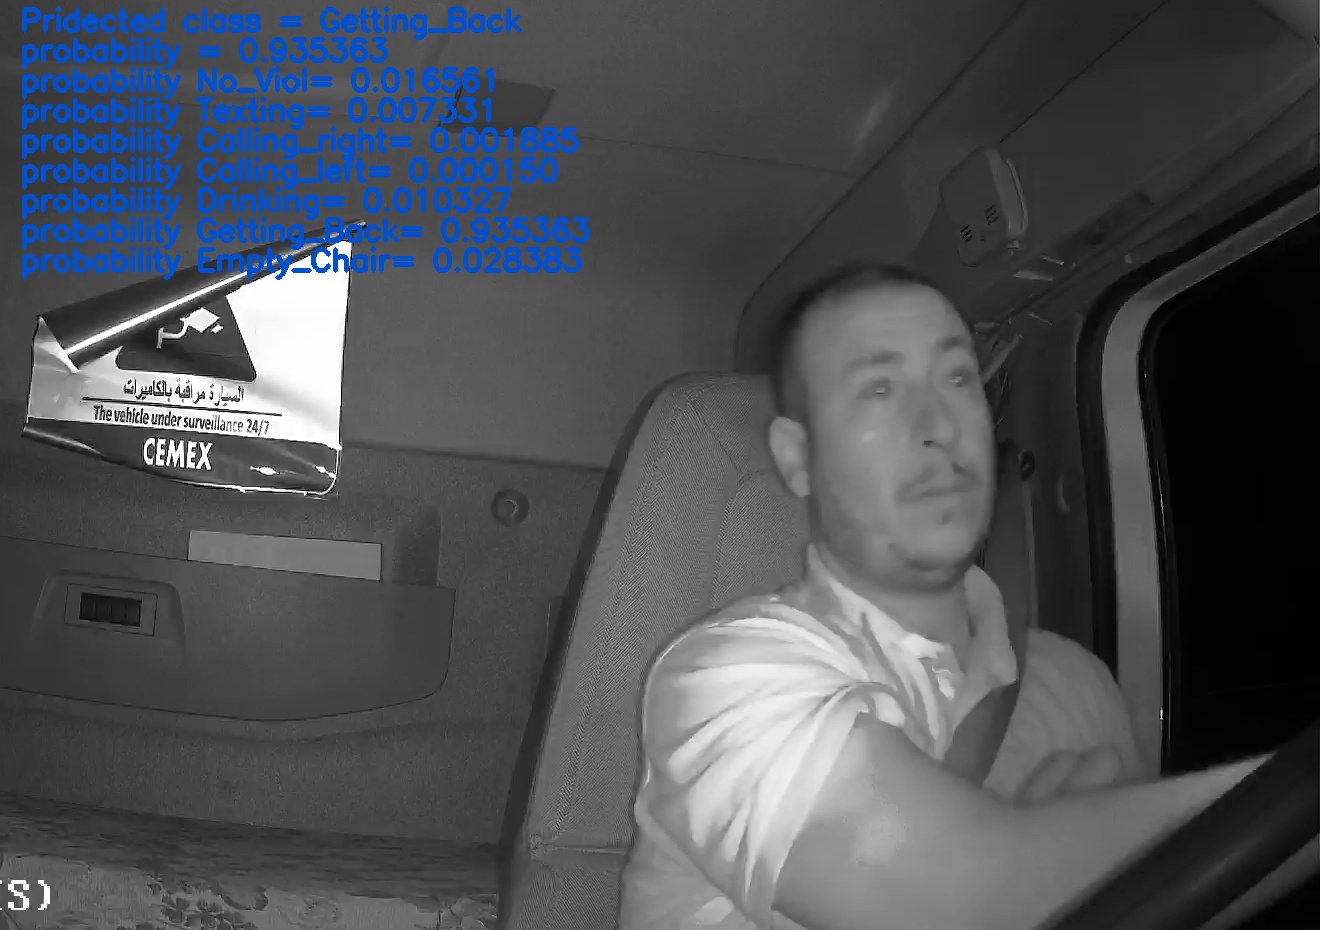 Pridected class = Getting_Back
probability = 0.935363
probability No_Viol= 0.016561
probability Texting= 0.007331
probability Calling_right= 0.001885
probability Calling_left= 0.000150
probability Drinking= 0.010327
probability Getting_Back= 0.935363
probability Empty_Chair= 0.028383
السيارة مراقبة بالكاميرات
The vehicle under surveillance 24/7
CEMEX
S)